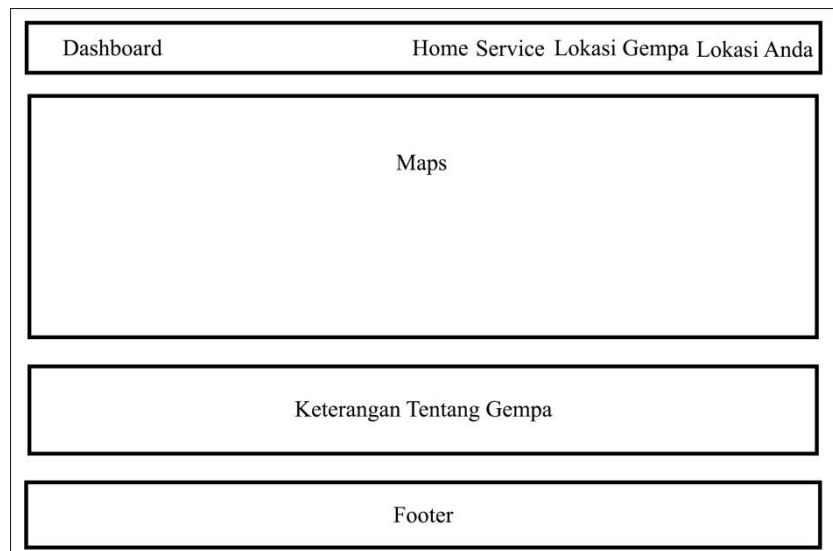 Dashboard Home Service Lokasi Gempa Lokasi Anda
Maps
Keterangan Tentang Gempa
Footer